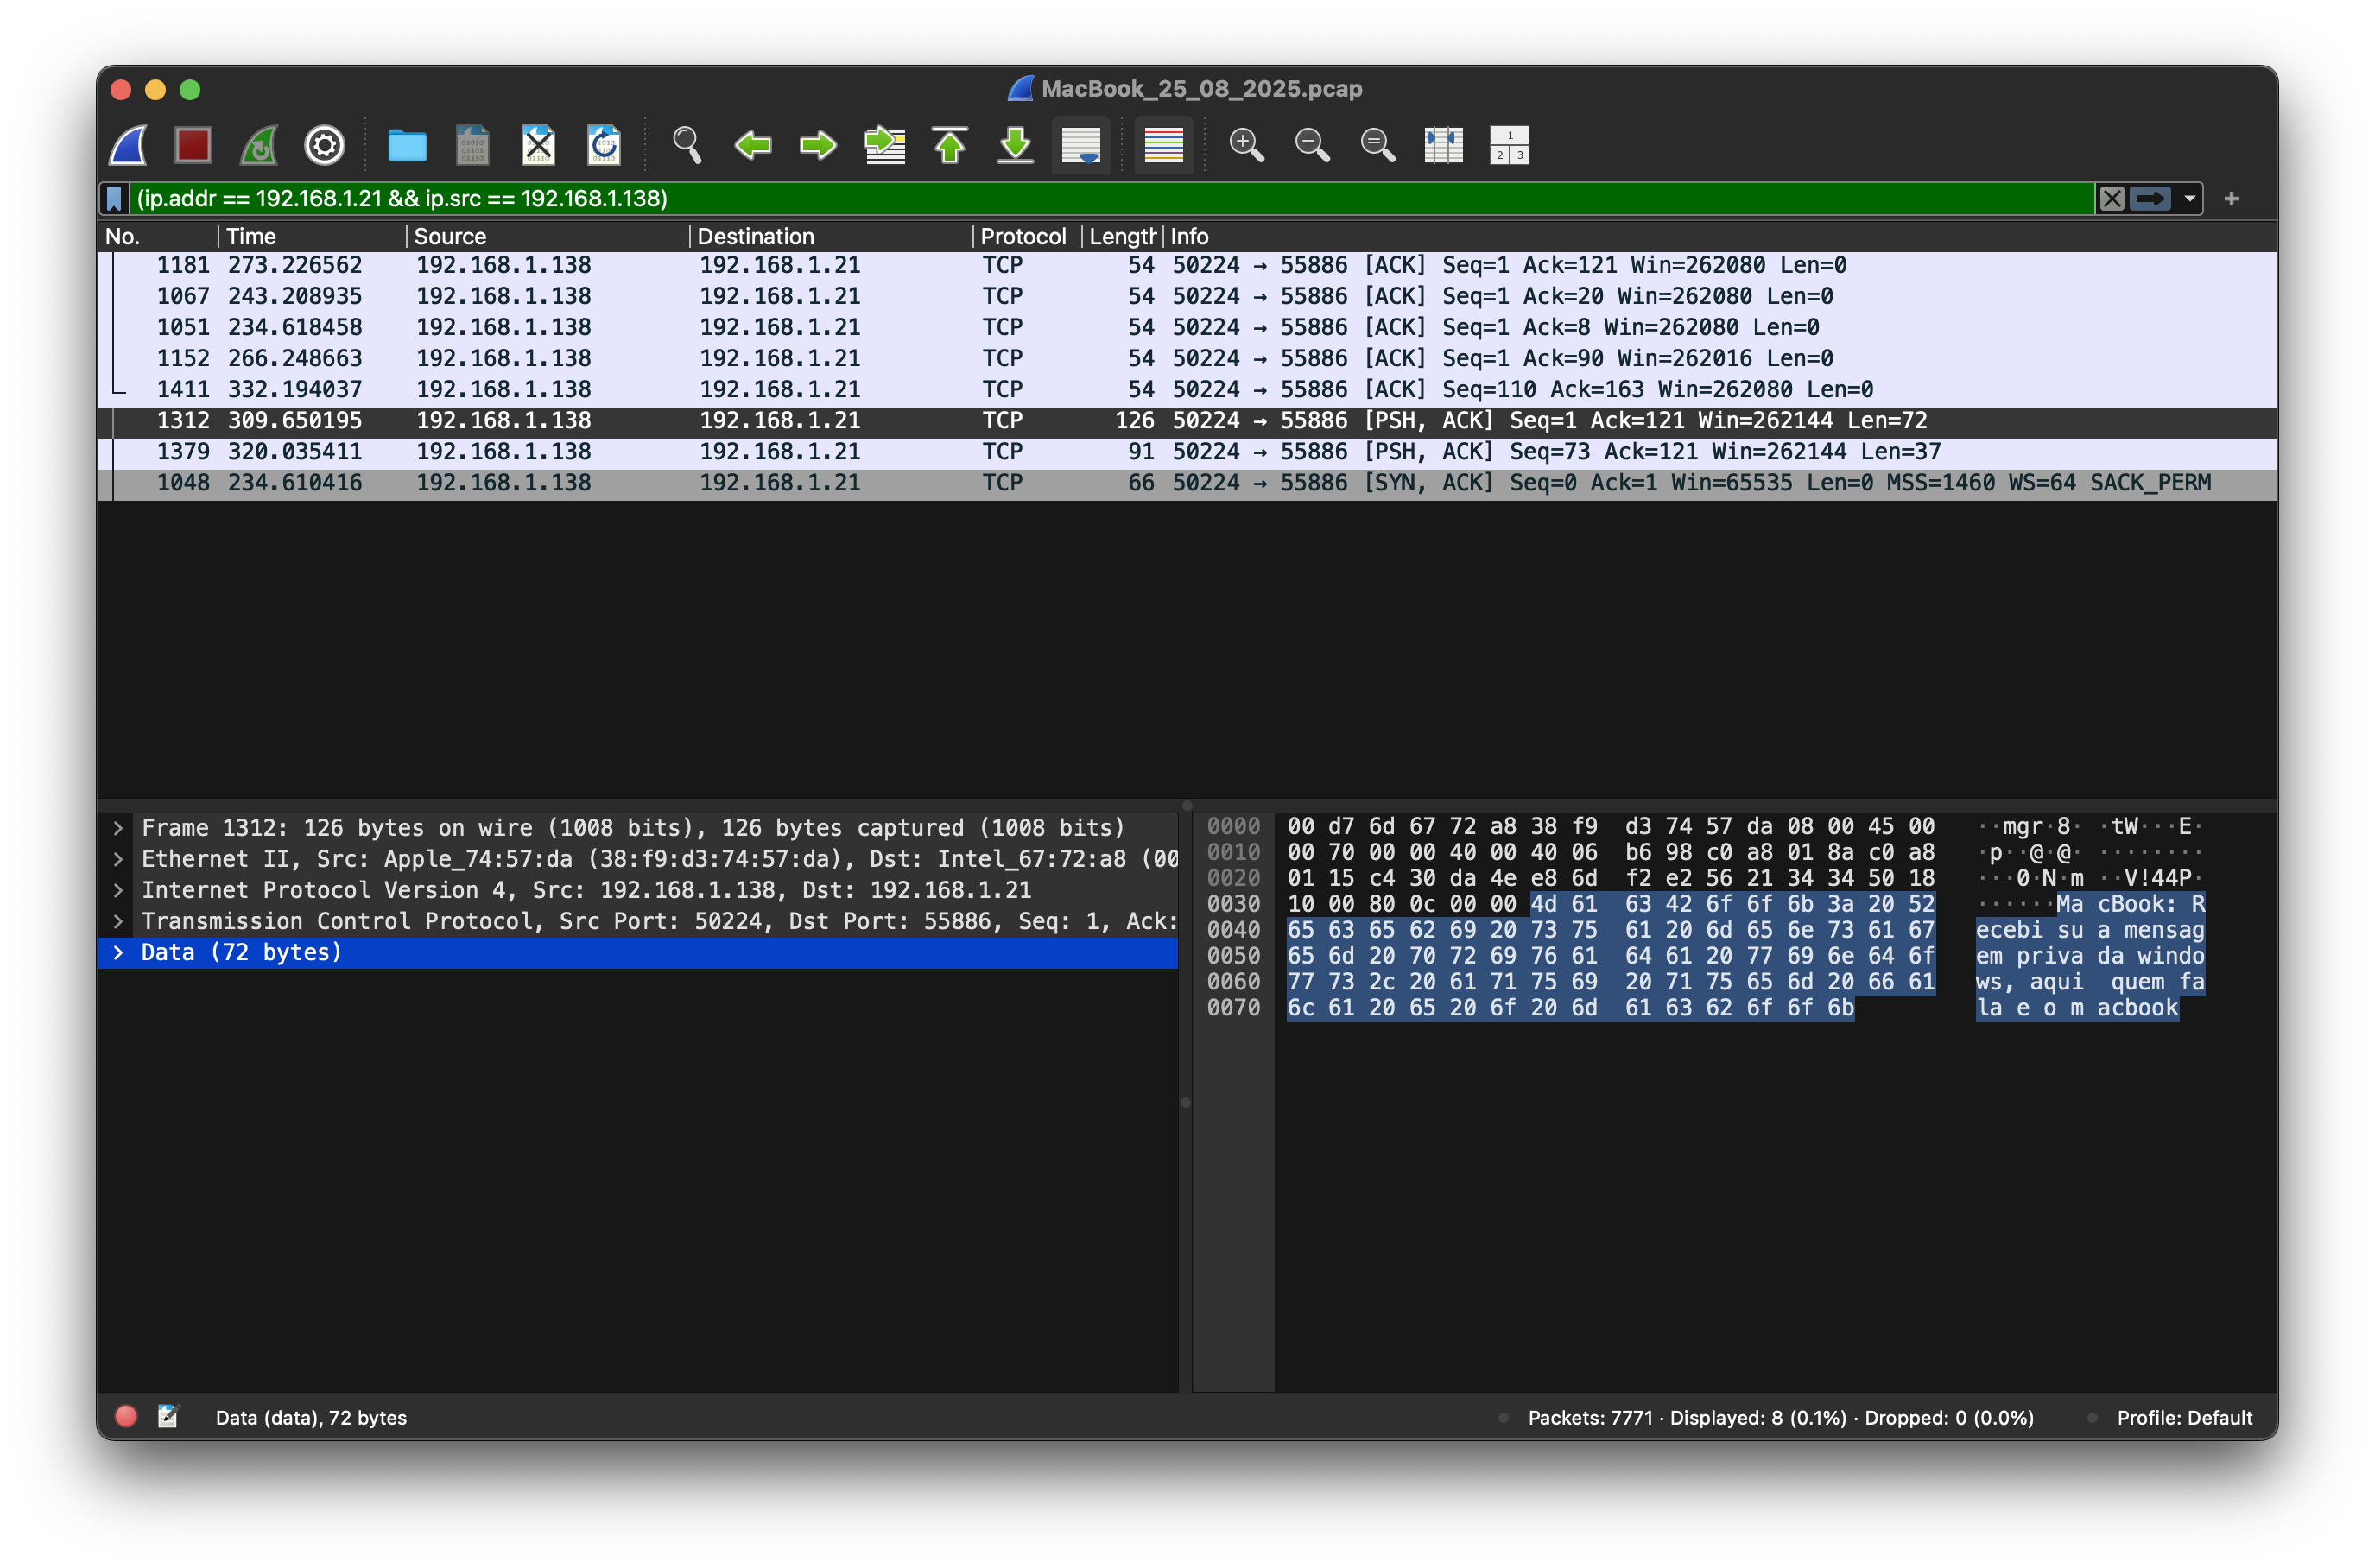 MacBook_25_08_2025.pcap
(ip.addr == 192.168.1.21 && ip.src == 192.168.1.138)
No. Time Source Destination Protocol Length Info
1181 273.226562 192.168.1.138 192.168.1.21 TCP 54 50224 → 55886 [ACK] Seq=1 Ack=121 Win=262080 Len=0
1067 243.208935 192.168.1.138 192.168.1.21 TCP 54 50224 → 55886 [ACK] Seq=1 Ack=20 Win=262080 Len=0
1051 234.618458 192.168.1.138 192.168.1.21 TCP 54 50224 → 55886 [ACK] Seq=1 Ack=8 Win=262080 Len=0
1152 266.248663 192.168.1.138 192.168.1.21 TCP 54 50224 → 55886 [ACK] Seq=1 Ack=90 Win=262016 Len=0
1411 332.194037 192.168.1.138 192.168.1.21 TCP 54 50224 → 55886 [ACK] Seq=110 Ack=163 Win=262080 Len=0
1312 309.650195 192.168.1.138 192.168.1.21 TCP 126 50224 → 55886 [PSH, ACK] Seq=1 Ack=121 Win=262144 Len=72
1379 320.035411 192.168.1.138 192.168.1.21 TCP 91 50224 → 55886 [PSH, ACK] Seq=73 Ack=121 Win=262144 Len=37
1048 234.610416 192.168.1.138 192.168.1.21 TCP 66 50224 → 55886 [SYN, ACK] Seq=0 Ack=1 Win=65535 Len=0 MSS=1460 WS=64 SACK_PERM
Frame 1312: 126 bytes on wire (1008 bits), 126 bytes captured (1008 bits)
Ethernet II, Src: Apple_74:57:da (38:f9:d3:74:57:da), Dst: Intel_67:72:a8 (00
Internet Protocol Version 4, Src: 192.168.1.138, Dst: 192.168.1.21
Transmission Control Protocol, Src Port: 50224, Dst Port: 55886, Seq: 1, Ack:
Data (72 bytes)
0000 00 d7 6d 67 72 a8 38 f9 d3 74 57 da 08 00 45 00 ··mgr·8· ·tW···E·
0010 00 70 00 00 40 00 40 06 b6 98 c0 a8 01 8a c0 a8 ·p··@·@· ········
0020 01 15 c4 30 da 4e e8 6d f2 e2 56 21 34 34 50 18 ···0·N·m ··V!44P·
0030 10 00 80 0c 00 00 4d 61 63 42 6f 6f 6b 3a 20 52 ······Ma cBook: R
0040 65 63 65 62 69 20 73 75 61 20 6d 65 6e 73 61 67 ecebi su a mensag
0050 65 6d 20 70 72 69 76 61 64 61 20 77 69 6e 64 6f em priva da windo
0060 77 73 2c 20 61 71 75 69 20 71 75 65 6d 20 66 61 ws, aqui  quem fa
0070 6c 61 20 65 20 6f 20 6d 61 63 62 6f 6f 6b la e o m acbook
Data (data), 72 bytes
Packets: 7771 · Displayed: 8 (0.1%) · Dropped: 0 (0.0%)
Profile: Default